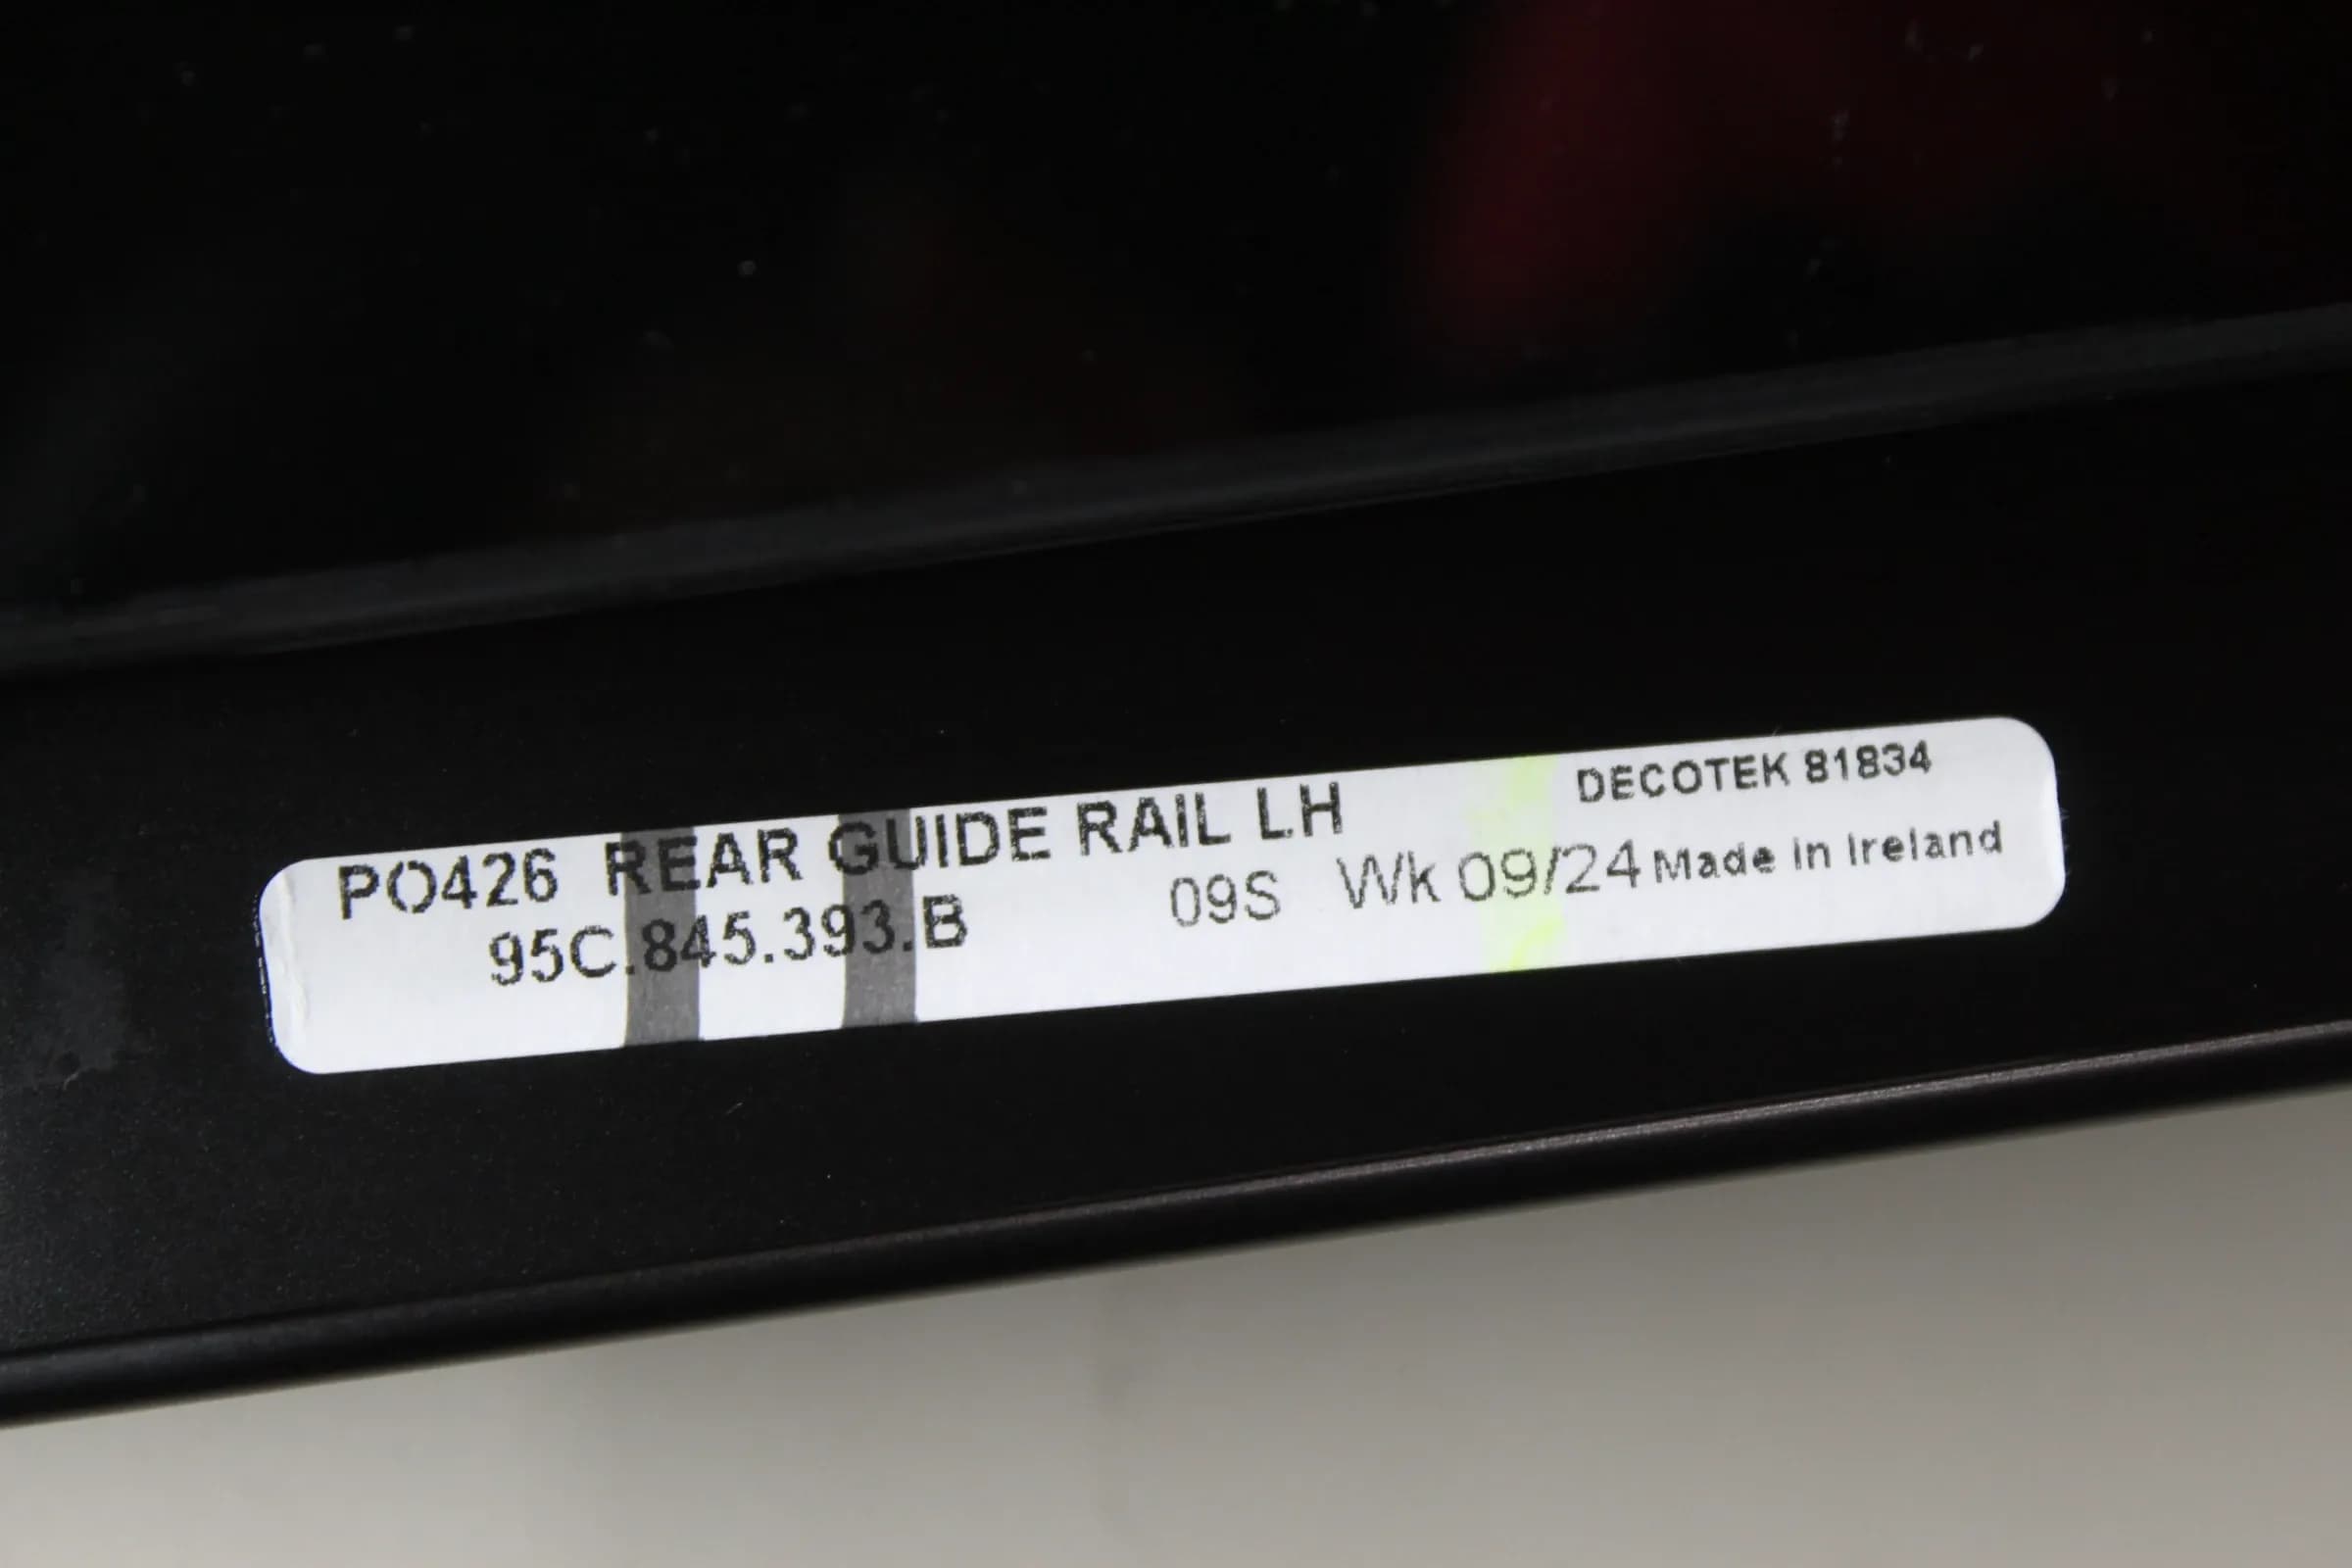 PO426 REAR GUIDE RAIL LH
95C.845.393.B
09S Wk 09/24
DECOTEK 81834
Made in Ireland